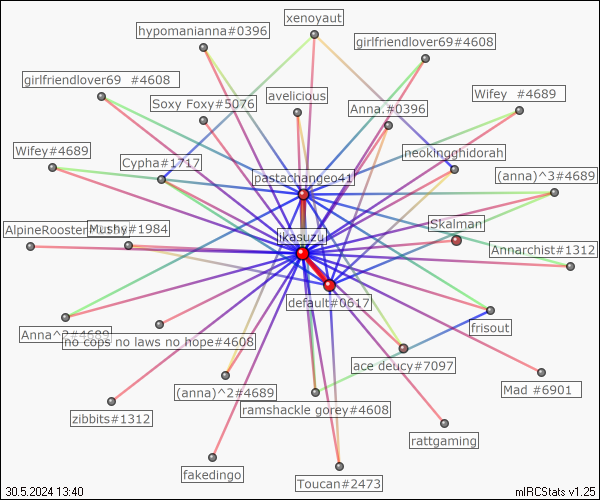 xenoyaut
hypomanianna#0396
girlfriendlover69#4608
girlfriendlover69 #4608
avelicious
Wifey #4689
Soxy Foxy#5076
Anna.#0396
Wifey#4689
Cypha#1717
neokingghidorah
pastachangeo41
(anna)^3#4689
AlpineRooster
Mushy#1984
Skalman
ikasuzu
Annarchist#1312
default#0617
Anna^2#4689
no cops no laws no hope#4608
frisout
ace deucy#7097
(anna)^2#4689
Mad #6901
zibbits#1312
ramshackle gorey#4608
rattgaming
fakedingo
Toucan#2473
30.5.2024 13:40
mIRCStats v1.25